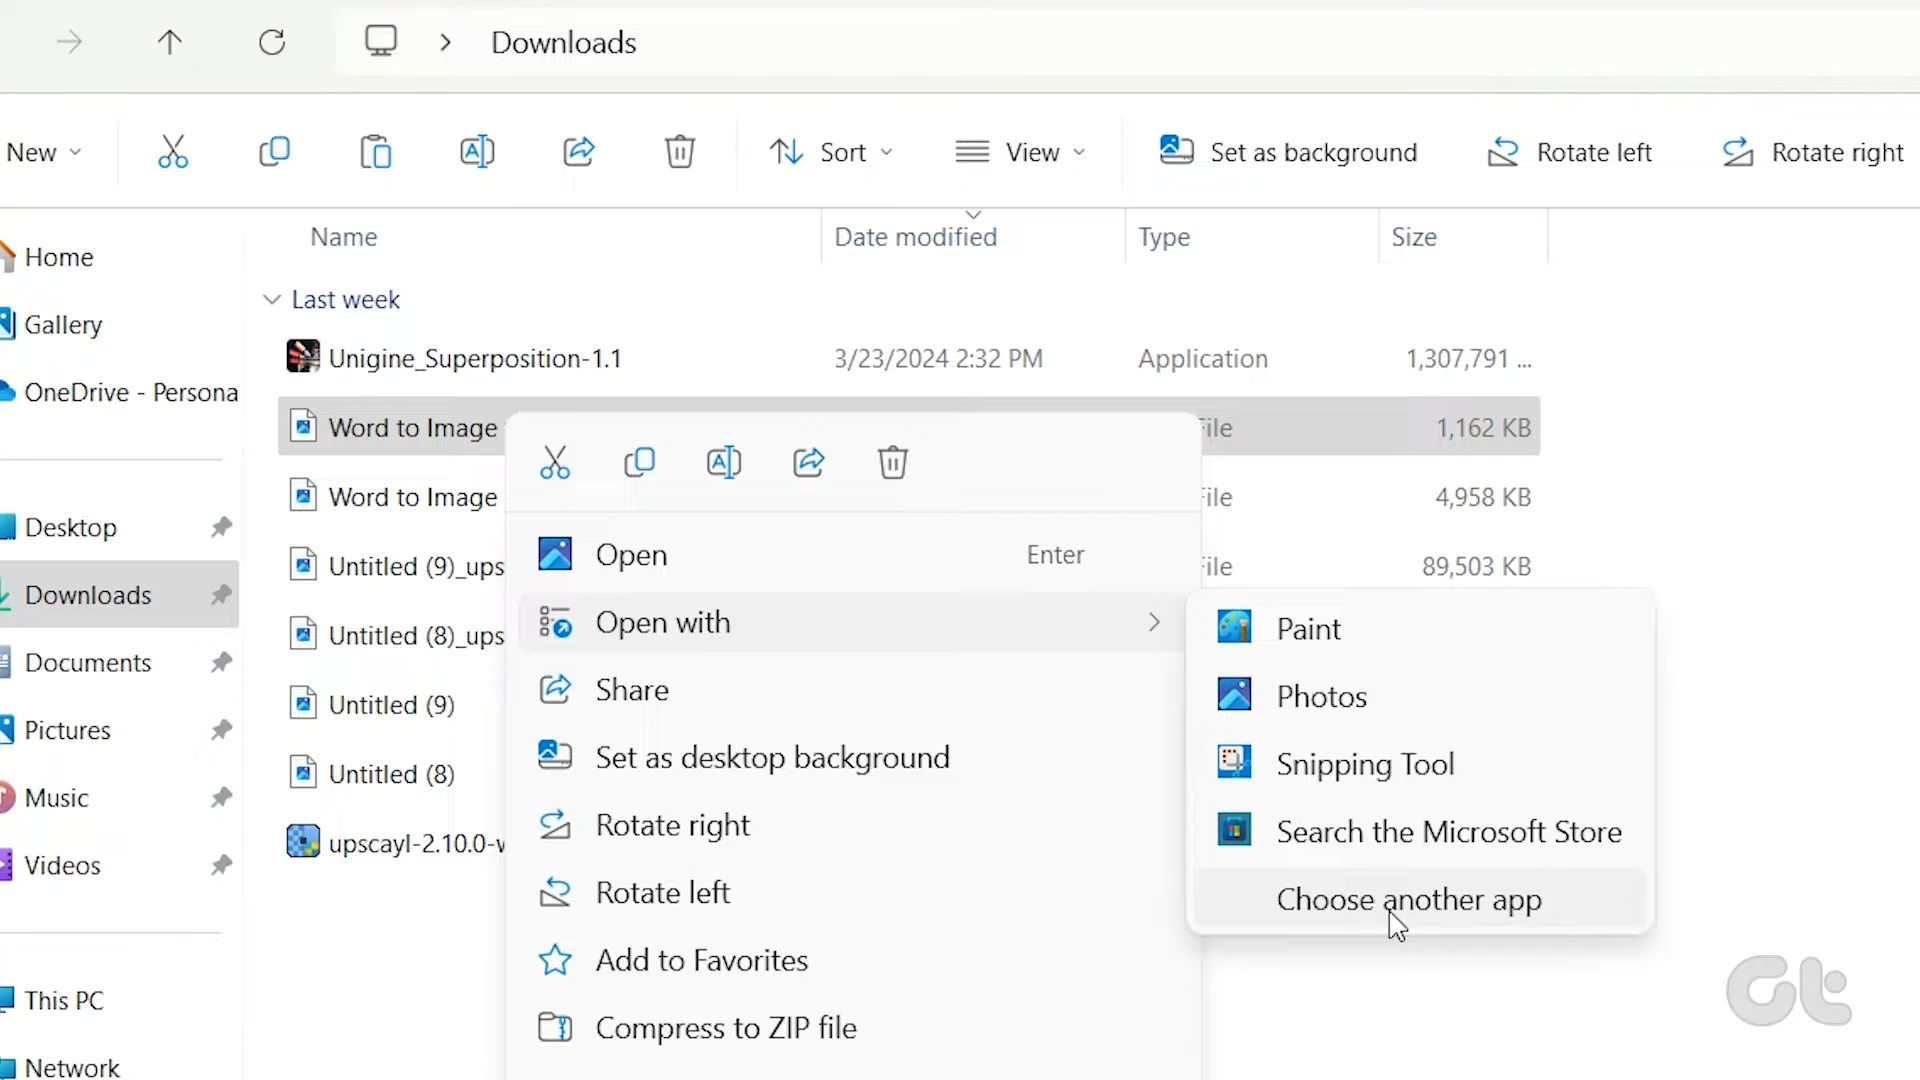 Downloads
New
Sort
View
Set as background
Rotate left
Rotate right
Name
Date modified
Type
Size
Home
Gallery
OneDrive - Persona
Desktop
Downloads
Documents
Pictures
Music
Videos
This PC
Network
Last week
Unigine_Superposition-1.1 3/23/2024 2:32 PM Application 1,307,791 ...
Word to Image File 1,162 KB
Word to Image File 4,958 KB
Untitled (9)_ups File 89,503 KB
Untitled (8)_ups
Untitled (9)
Untitled (8)
upscayl-2.10.0-w
Open Enter
Open with
Share
Set as desktop background
Rotate right
Rotate left
Add to Favorites
Compress to ZIP file
Paint
Photos
Snipping Tool
Search the Microsoft Store
Choose another app
Gt